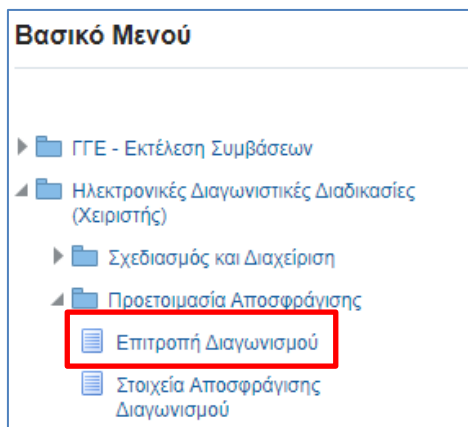 Βασικό Μενού
ΓΓΕ - Εκτέλεση Συμβάσεων
Ηλεκτρονικές Διαγωνιστικές Διαδικασίες
(Χειριστής)
Σχεδιασμός και Διαχείριση
Προετοιμασία Αποσφράγισης
Επιτροπή Διαγωνισμού
Στοιχεία Αποσφράγισης
Διαγωνισμού